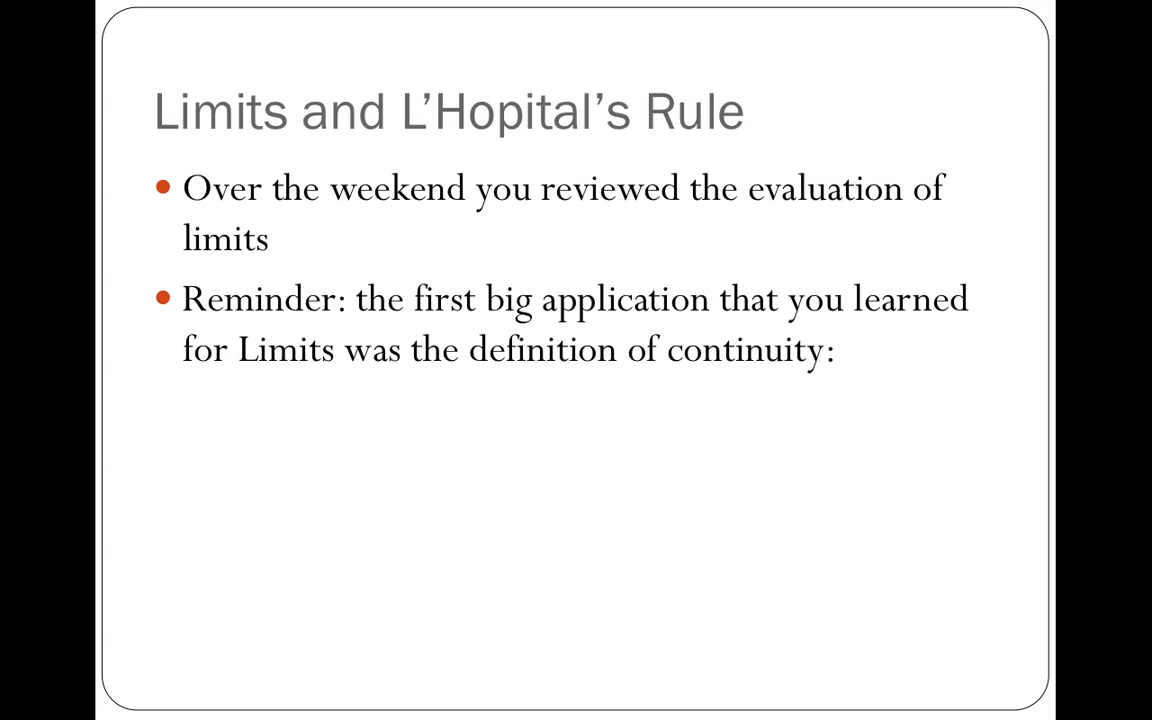 Limits and L’Hopital’s Rule
• Over the weekend you reviewed the evaluation of
limits
• Reminder: the first big application that you learned
for Limits was the definition of continuity: